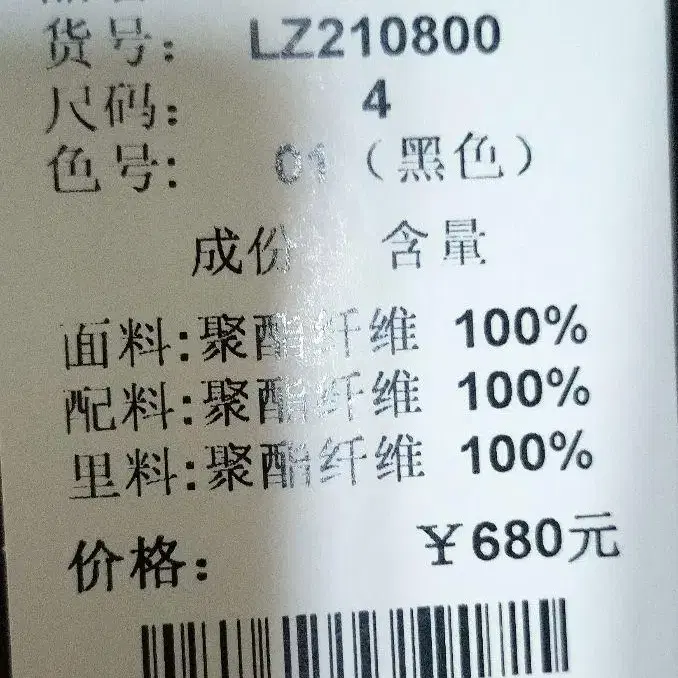 货号: LZ210800
尺码: 4
色号: 01（黑色）
成份 含量
面料:聚酯纤维 100%
配料:聚酯纤维 100%
里料:聚酯纤维 100%
价格: ￥680元